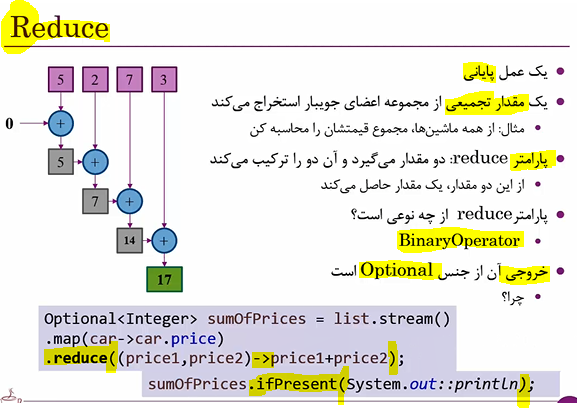 Reduce
یک عمل پایانی
یک مقدار تجمیعی از مجموعه اعضای جویبار استخراج می‌کند
مثال: از همه ماشین‌ها، مجموع قیمتشان را محاسبه کن
پارامتر reduce: دو مقدار می‌گیرد و آن دو را ترکیب می‌کند
از این دو مقدار، یک مقدار حاصل می‌کند
پارامتر reduce از چه نوعی است؟
BinaryOperator
خروجی آن از جنس Optional است
چرا؟
5 2 7 3
0 +
5 +
7 +
14 +
17
Optional<Integer> sumOfPrices = list.stream()
.map(car->car.price)
.reduce((price1,price2)->price1+price2);
sumOfPrices.ifPresent(System.out::println);